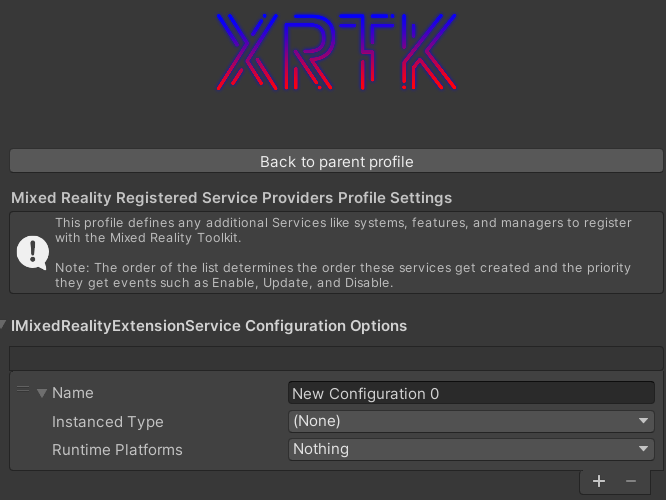 XRTK
Back to parent profile
Mixed Reality Registered Service Providers Profile Settings
This profile defines any additional Services like systems, features, and managers to register
with the Mixed Reality Toolkit.
Note: The order of the list determines the order these services get created and the priority
they get events such as Enable, Update, and Disable.
IMixedRealityExtensionService Configuration Options
Name New Configuration 0
Instanced Type (None)
Runtime Platforms Nothing